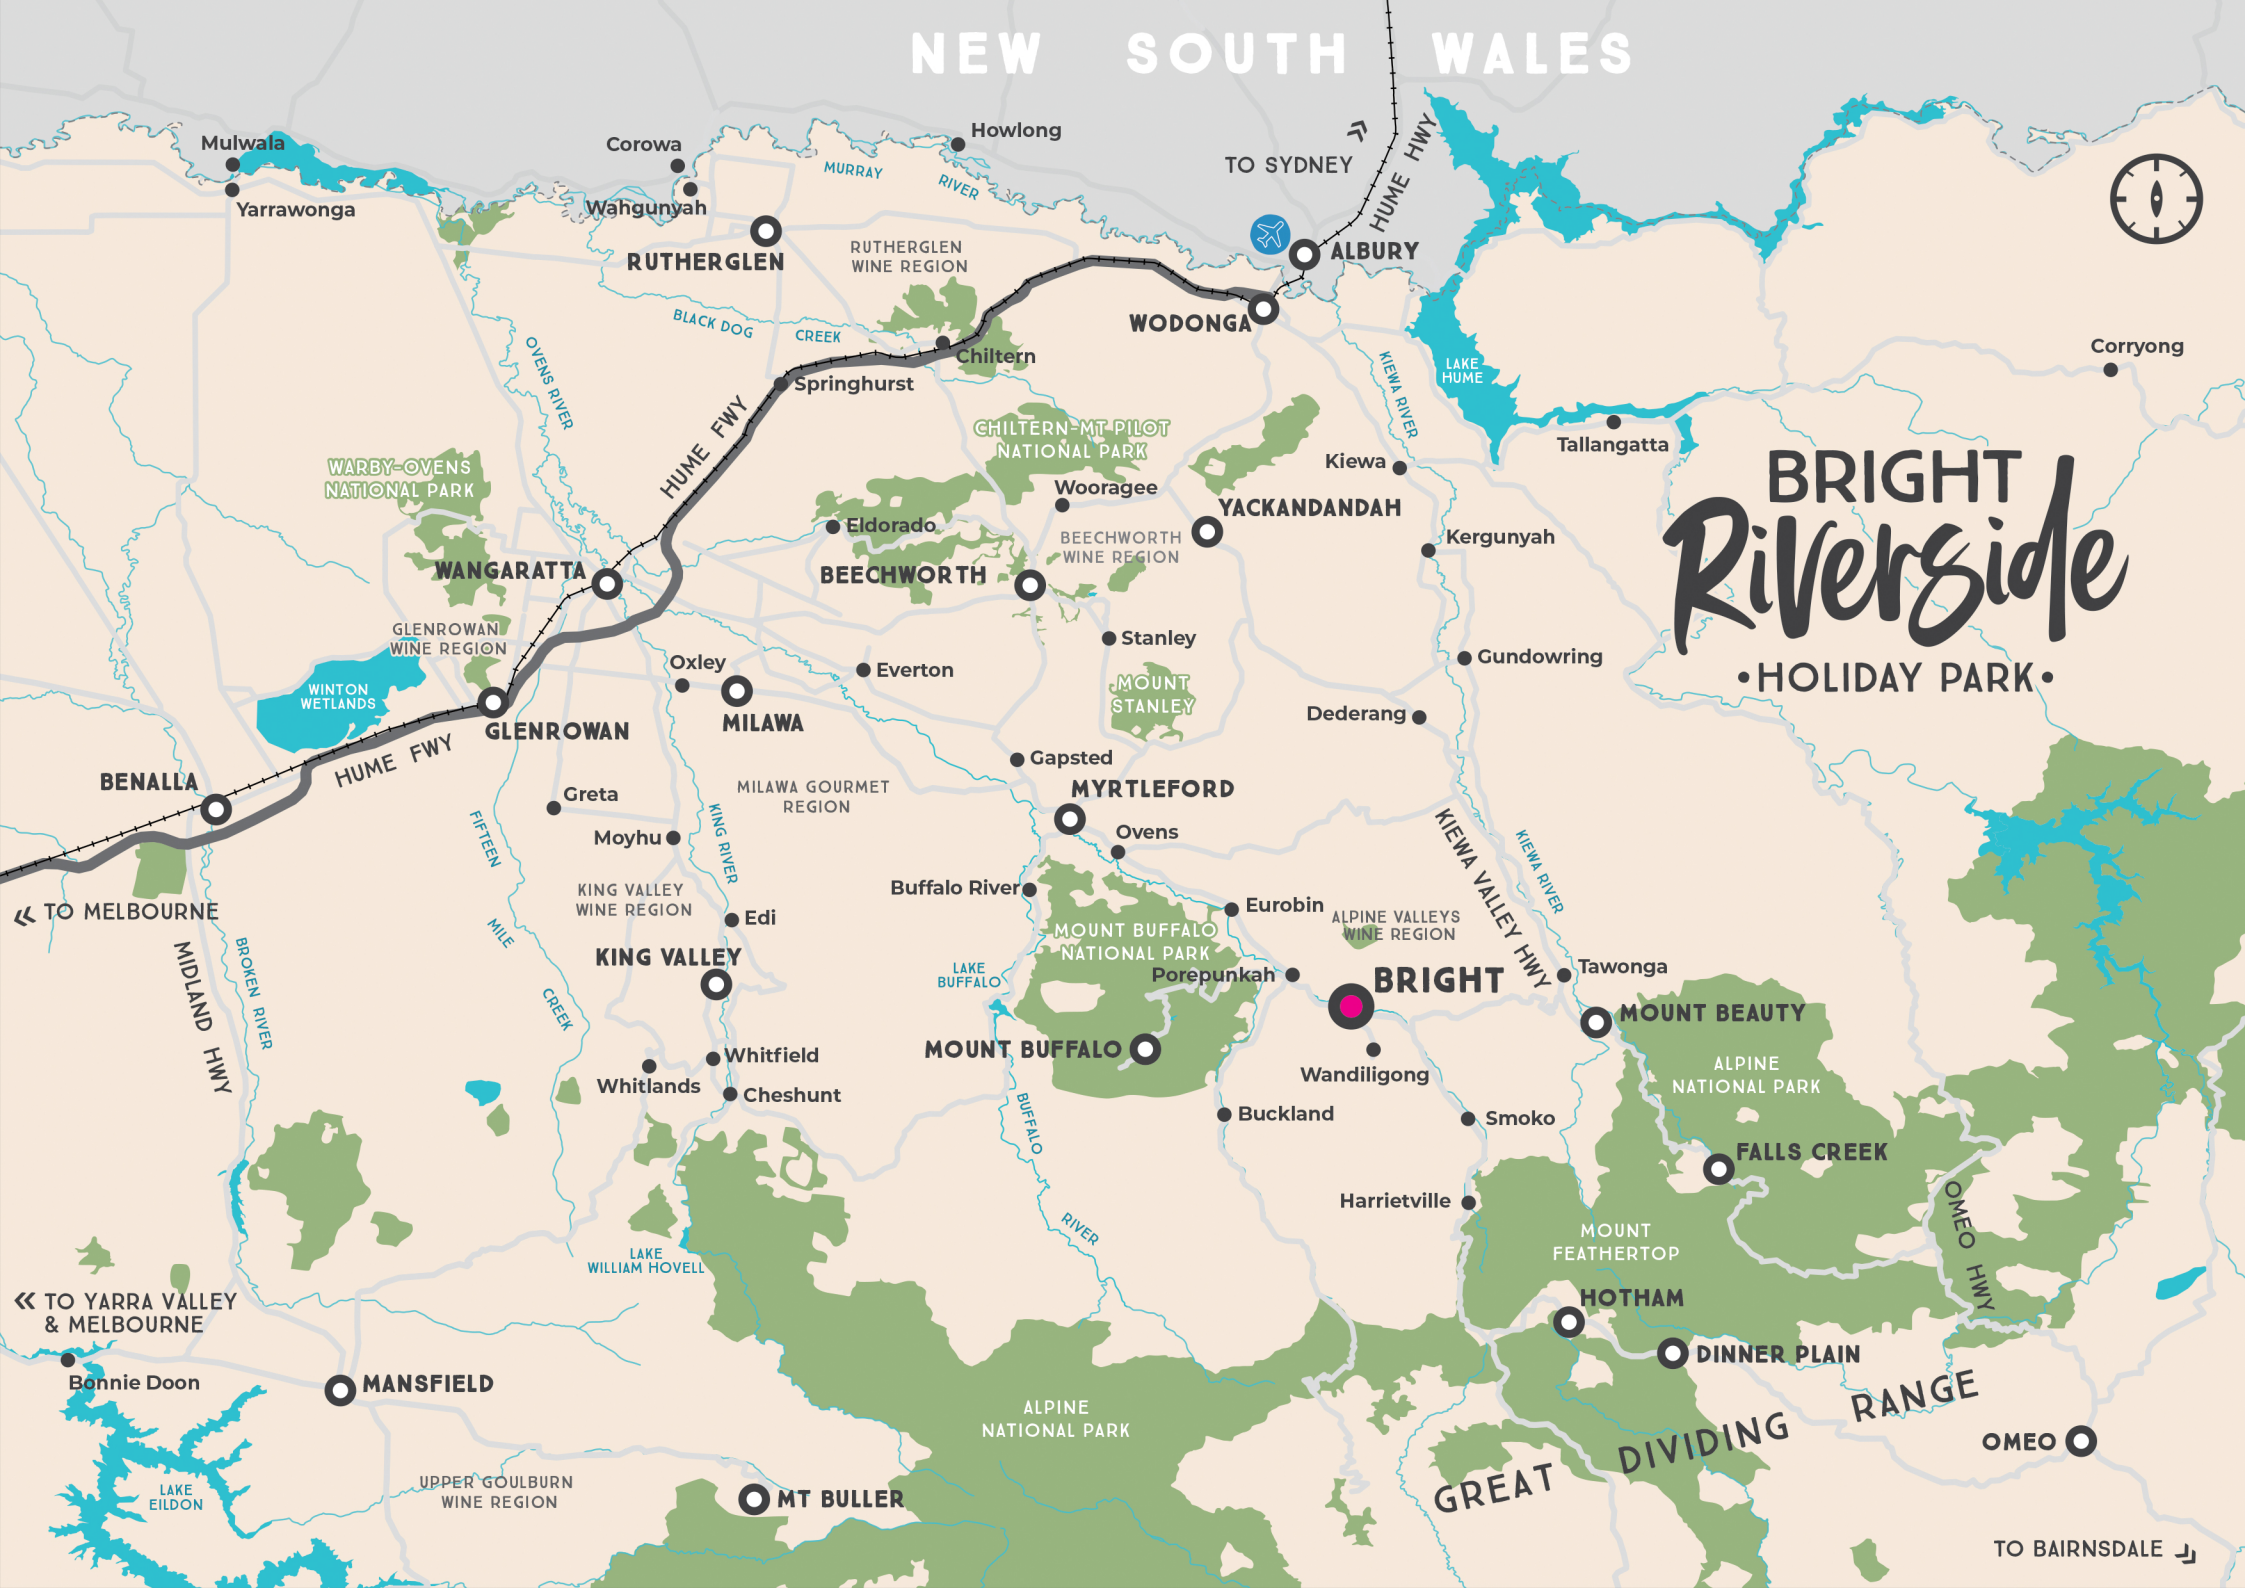 NEW SOUTH WALES
Mulwala
Yarrawonga
Corowa
Wahgunyah
Howlong
MURRAY
RIVER
TO SYDNEY
HUME HWY
RUTHERGLEN
RUTHERGLEN
WINE REGION
ALBURY
WODONGA
BLACK DOG
CREEK
Chiltern
Springhurst
OVENS RIVER
HUME FWY
KIEWA RIVER
LAKE
HUME
Corryong
Tallangatta
BRIGHT
Riverside
•HOLIDAY PARK•
WARBY-OVENS
NATIONAL PARK
CHILTERN-MT PILOT
NATIONAL PARK
Kiewa
Wooragee
YACKANDANDAH
Eldorado
BEECHWORTH
WINE REGION
Kergunyah
WANGARATTA
BEECHWORTH
GLENROWAN
WINE REGION
Stanley
Gundowring
Oxley
Everton
WINTON
WETLANDS
MILAWA
MOUNT
STANLEY
Dederang
GLENROWAN
HUME FWY
Gapsted
BENALLA
Greta
MILAWA GOURMET
REGION
MYRTLEFORD
Moyhu
KING RIVER
Ovens
KIEWA VALLEY HWY
KIEWA RIVER
FIFTEEN
MILE
CREEK
TO MELBOURNE
MIDLAND HWY
BROKEN RIVER
KING VALLEY
WINE REGION
Buffalo River
Edi
Eurobin
ALPINE VALLEYS
WINE REGION
MOUNT BUFFALO
NATIONAL PARK
KING VALLEY
LAKE
BUFFALO
Porepunkah
BRIGHT
Tawonga
MOUNT BEAUTY
MOUNT BUFFALO
Whitfield
Whitlands
Cheshunt
Wandiligong
ALPINE
NATIONAL PARK
BUFFALO
RIVER
Buckland
Smoko
FALLS CREEK
Harrietville
OMEO HWY
MOUNT
FEATHERTOP
LAKE
WILLIAM HOVELL
TO YARRA VALLEY
& MELBOURNE
HOTHAM
DINNER PLAIN
Bonnie Doon
MANSFIELD
ALPINE
NATIONAL PARK
GREAT DIVIDING RANGE
OMEO
LAKE
EILDON
UPPER GOULBURN
WINE REGION
MT BULLER
TO BAIRNSDALE